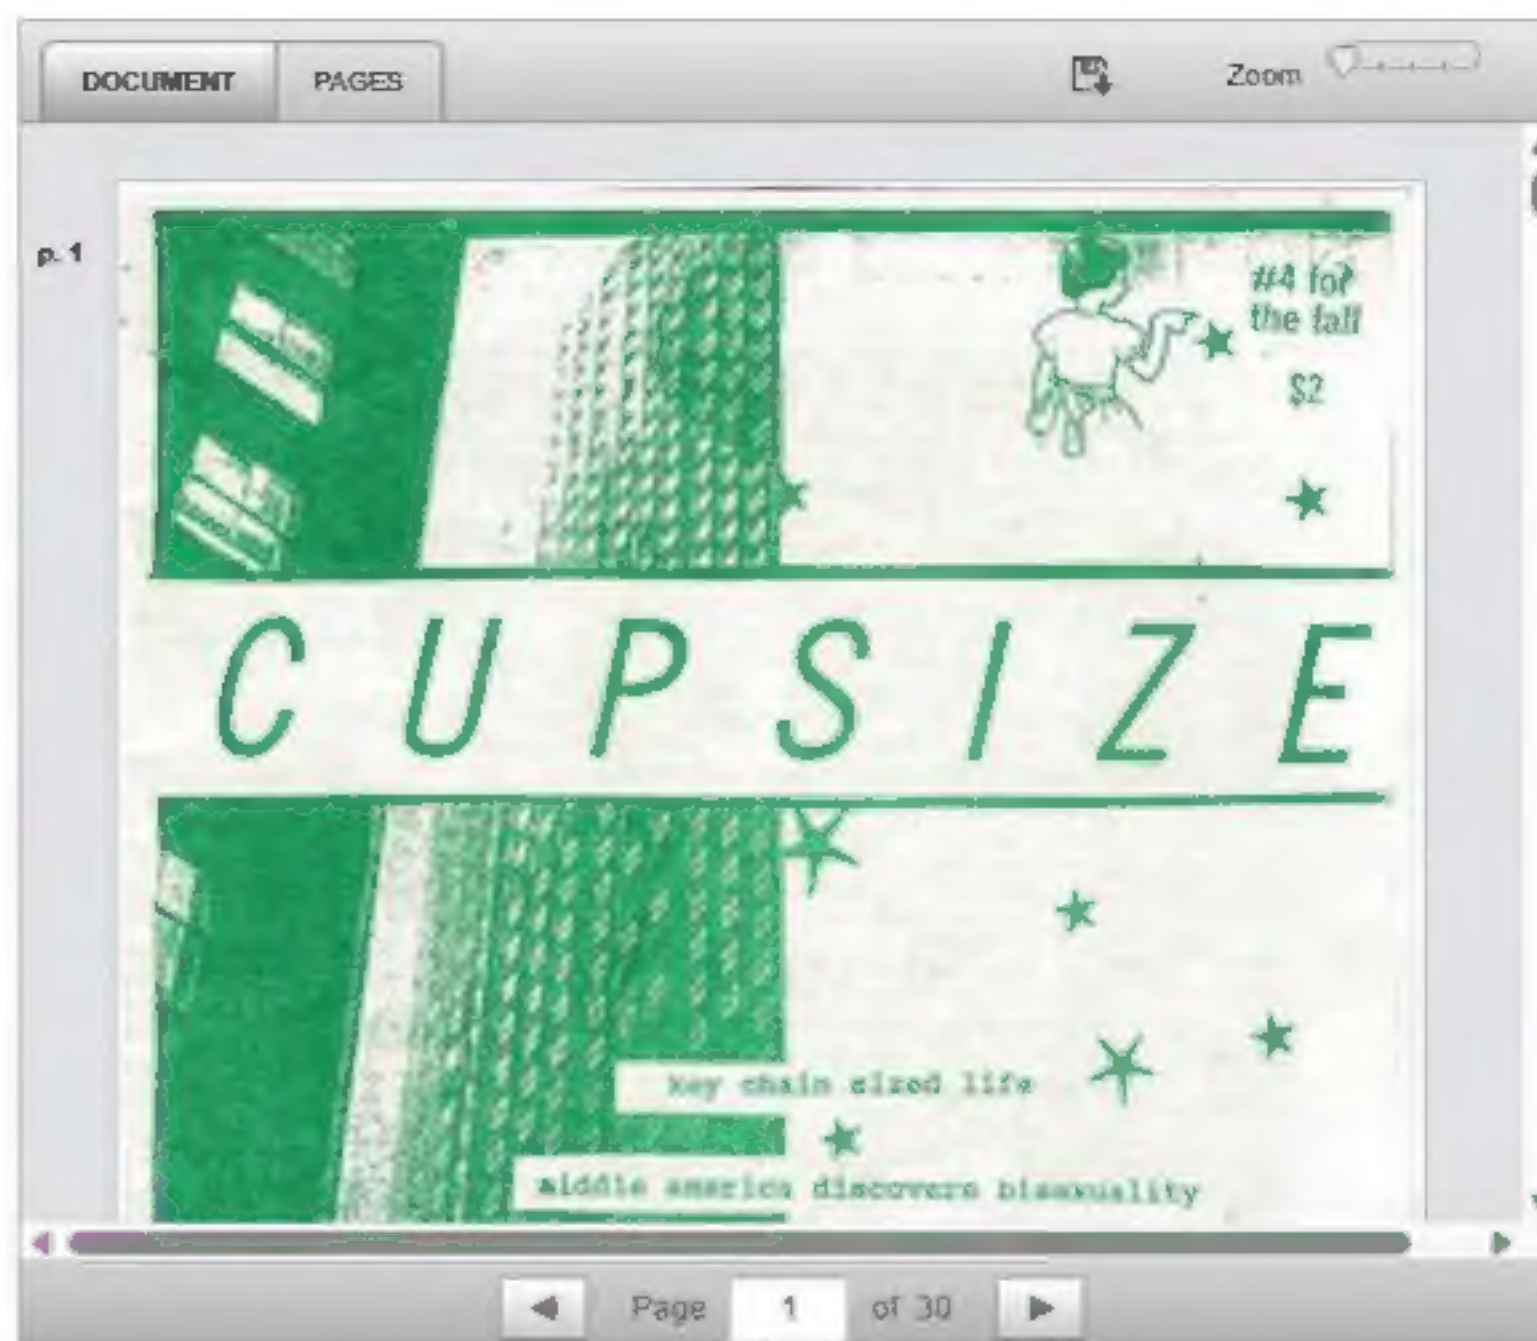 DOCUMENT PAGES Zoom
p. 1
#4 for
the fall
$2
CUPSIZE
key chain sized life
middle america discovers bisexuality
Page 1 of 30